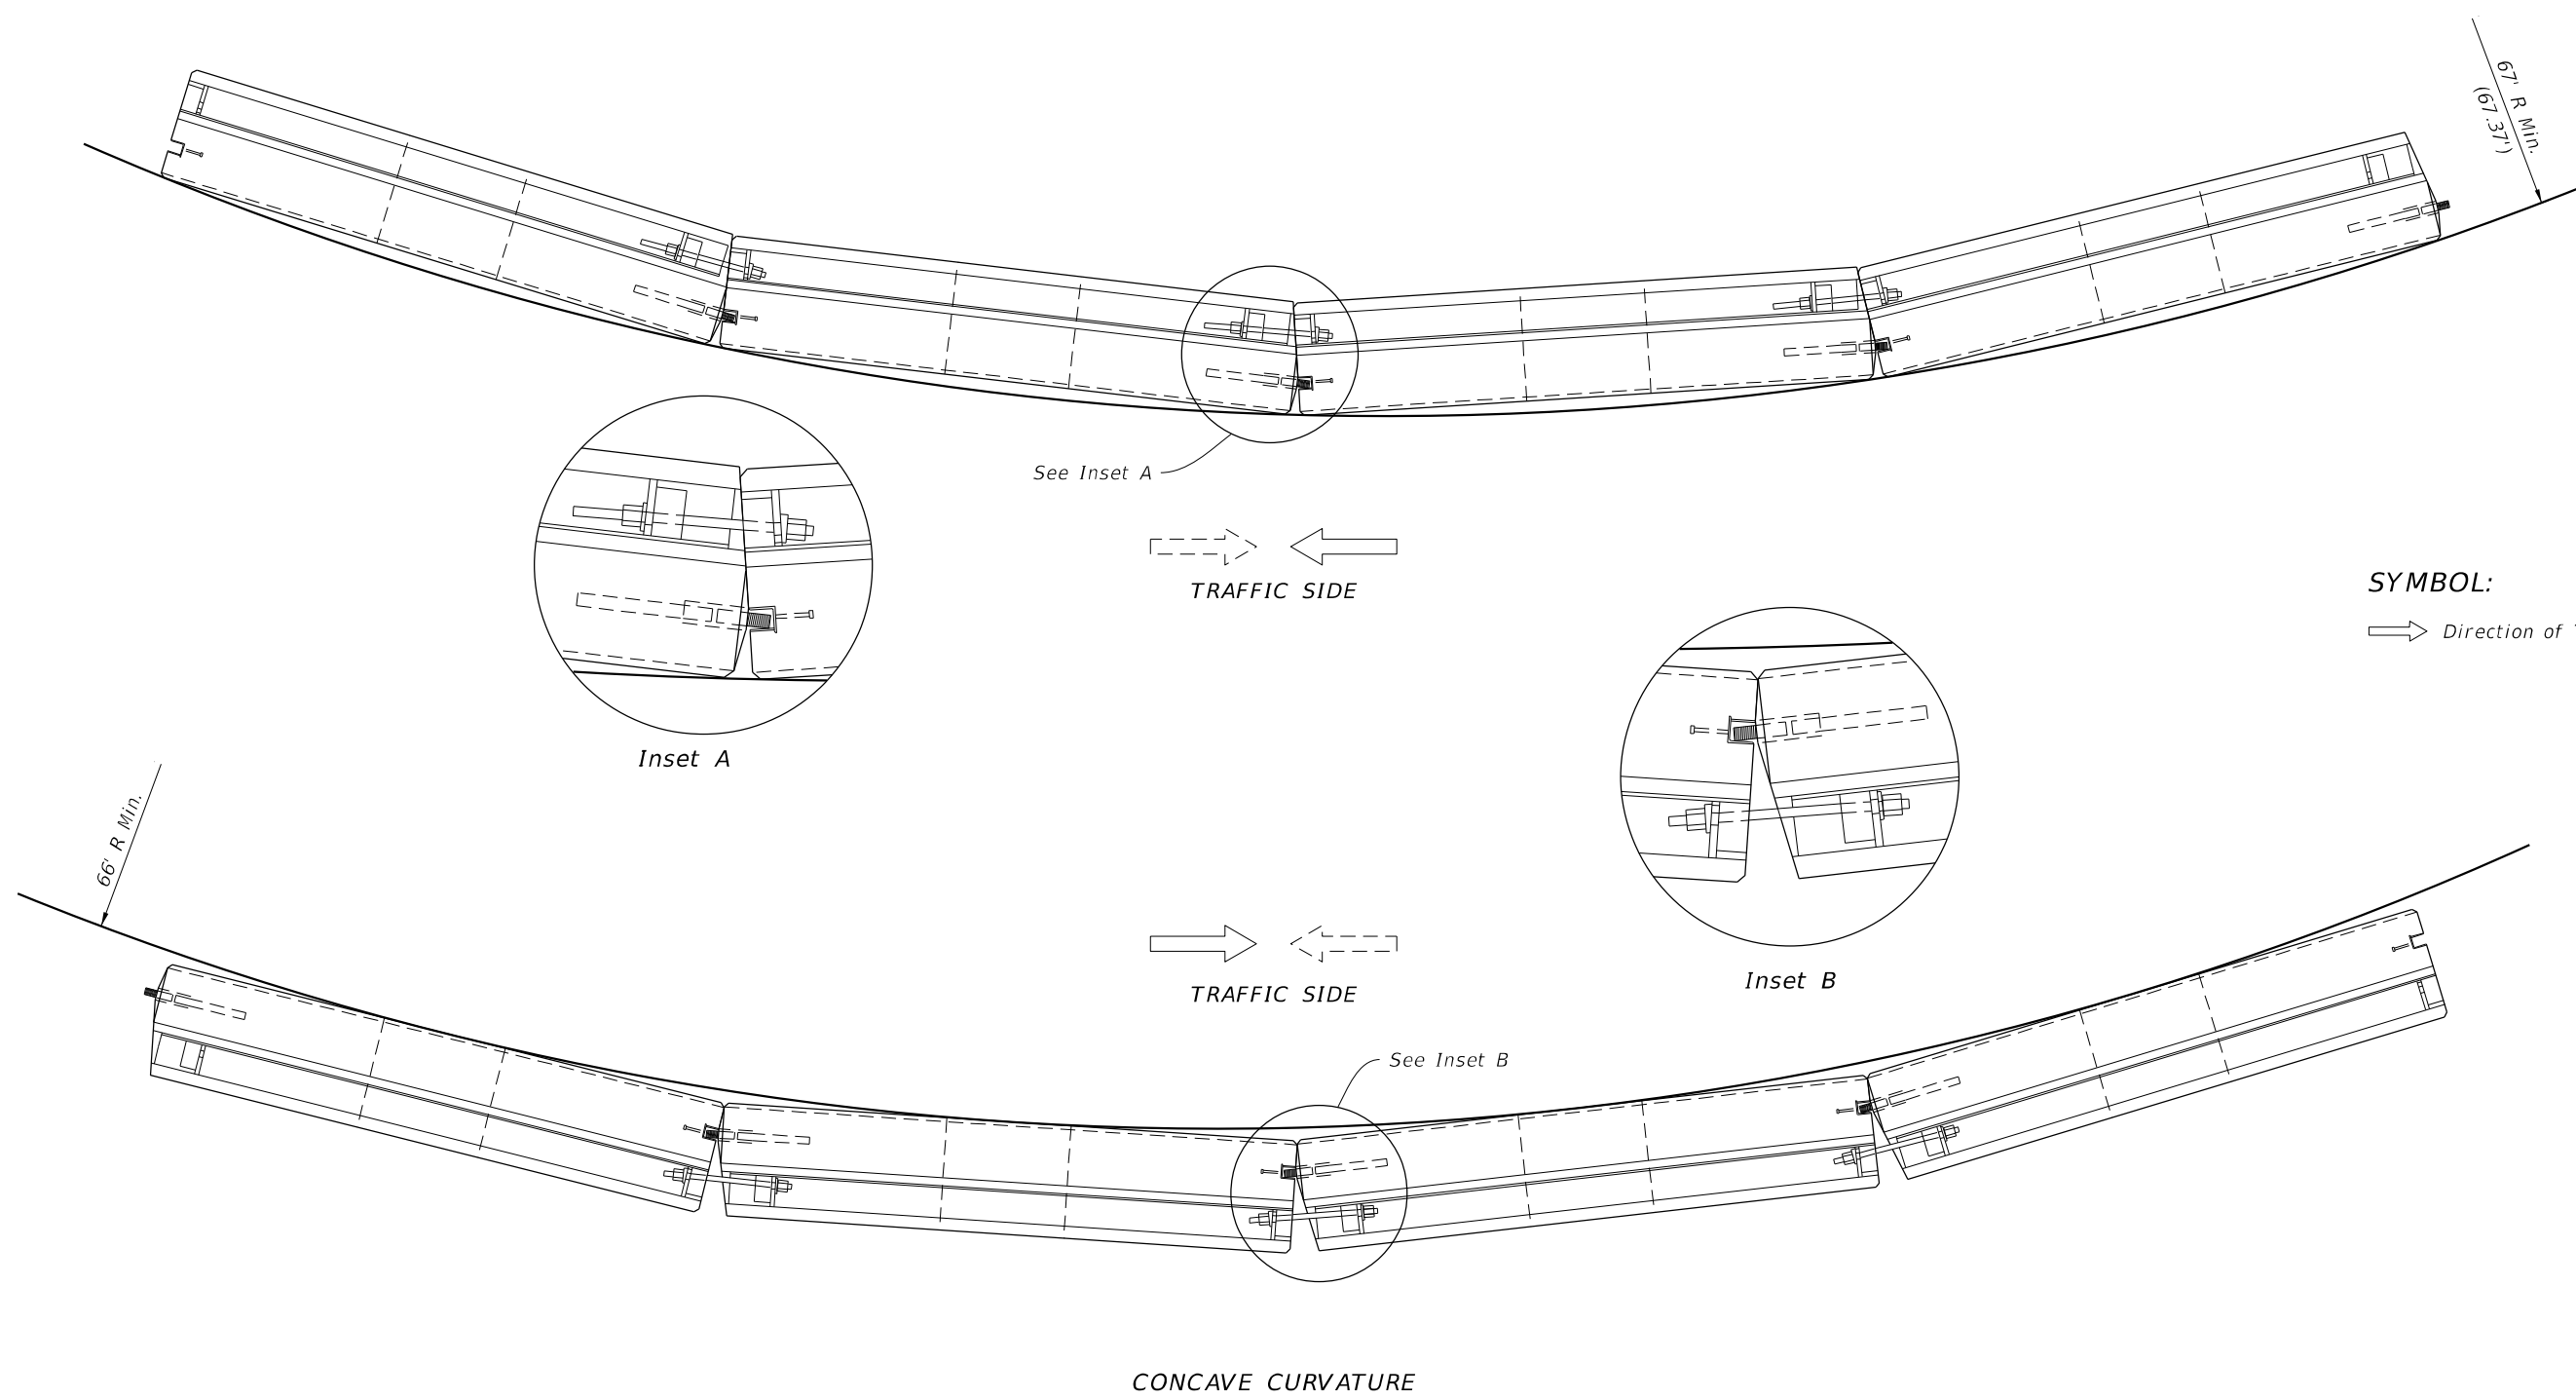 67' R Min.
(67.37')
See Inset A
TRAFFIC SIDE
SYMBOL:
Direction of
Inset A
66' R Min.
Inset B
TRAFFIC SIDE
See Inset B
CONCAVE CURVATURE